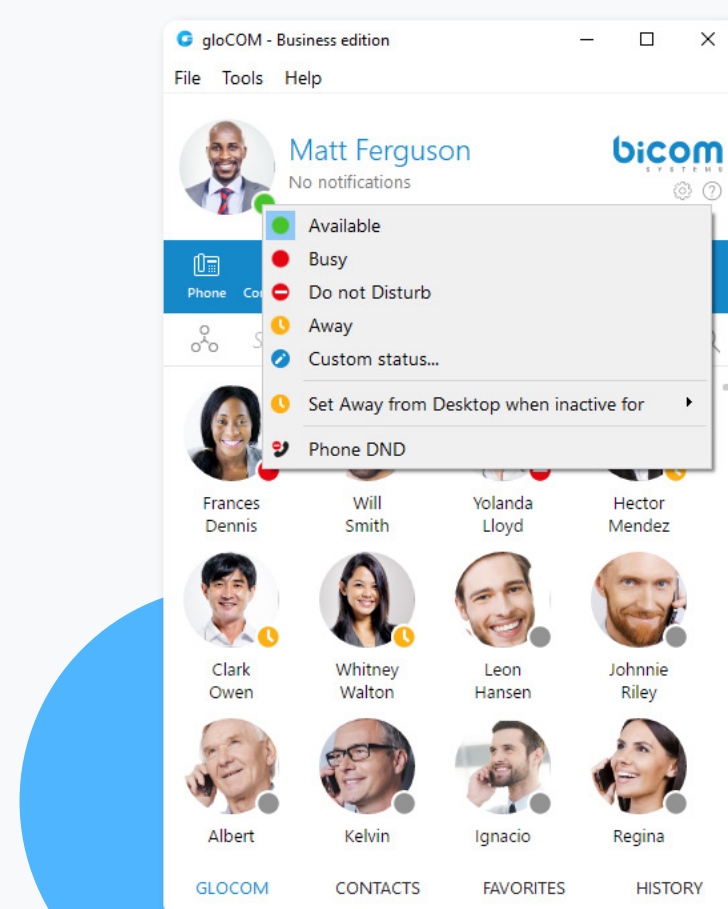 gloCOM - Business edition
File Tools Help
Matt Ferguson
No notifications
bicom
SYSTEMS
Available
Busy
Do not Disturb
Away
Custom status...
Set Away from Desktop when inactive for
Phone DND
Phone Co
S
Frances
Dennis
Will
Smith
Yolanda
Lloyd
Hector
Mendez
Clark
Owen
Whitney
Walton
Leon
Hansen
Johnnie
Riley
Albert
Kelvin
Ignacio
Regina
GLOCOM CONTACTS FAVORITES HISTORY